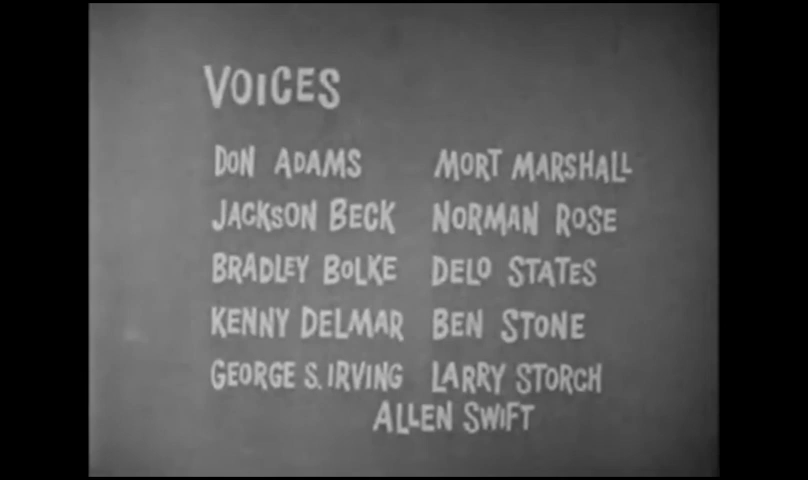 VOICES
DON ADAMS MORT MARSHALL
JACKSON BECK NORMAN ROSE
BRADLEY BOLKE DELO STATES
KENNY DELMAR BEN STONE
GEORGE S. IRVING LARRY STORCH
ALLEN SWIFT